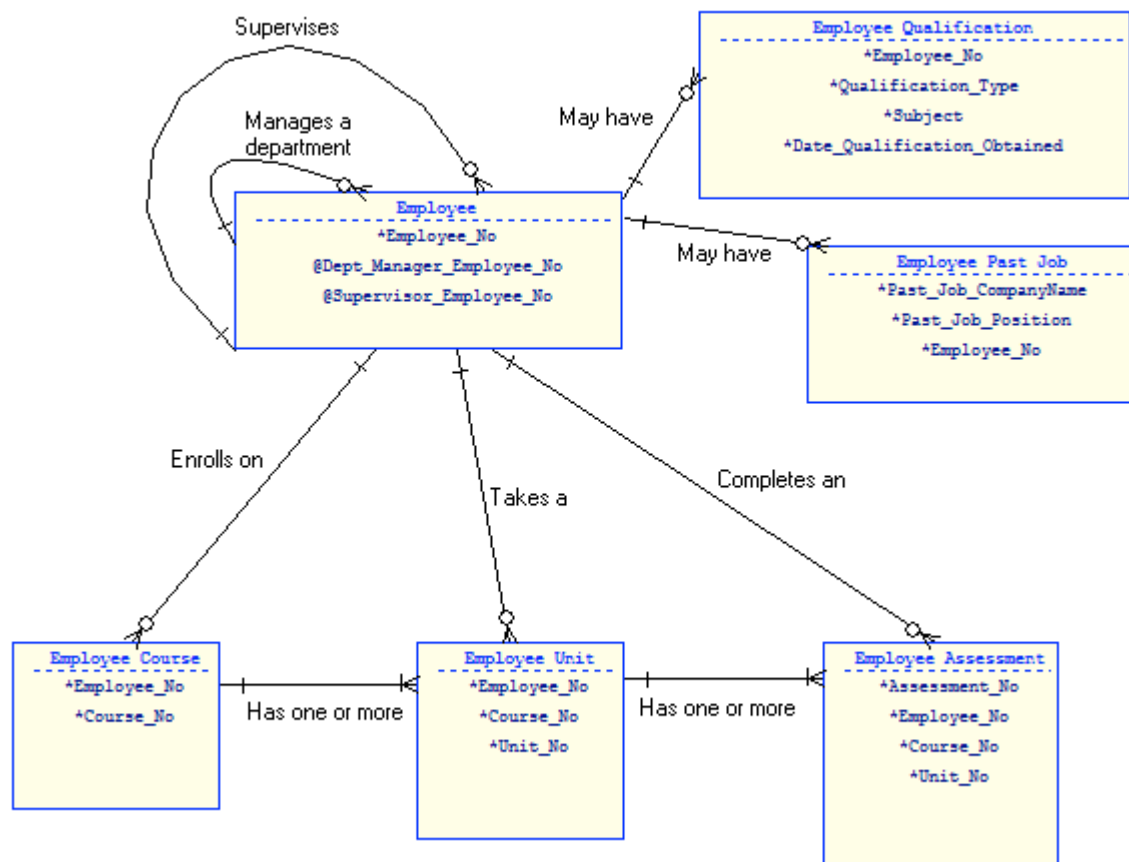 Supervises
Manages a
department
May have
Employee Qualification
*Employee_No
*Qualification_Type
*Subject
*Date_Qualification_Obtained
Employee
*Employee_No
@Dept_Manager_Employee_No
@Supervisor_Employee_No
May have
Employee Past Job
*Past_Job_CompanyName
*Past_Job_Position
*Employee_No
Enrolls on
Takes a
Completes an
Employee Course
*Employee_No
*Course_No
Has one or more
Employee Unit
*Employee_No
*Course_No
*Unit_No
Has one or more
Employee Assessment
*Assessment_No
*Employee_No
*Course_No
*Unit_No